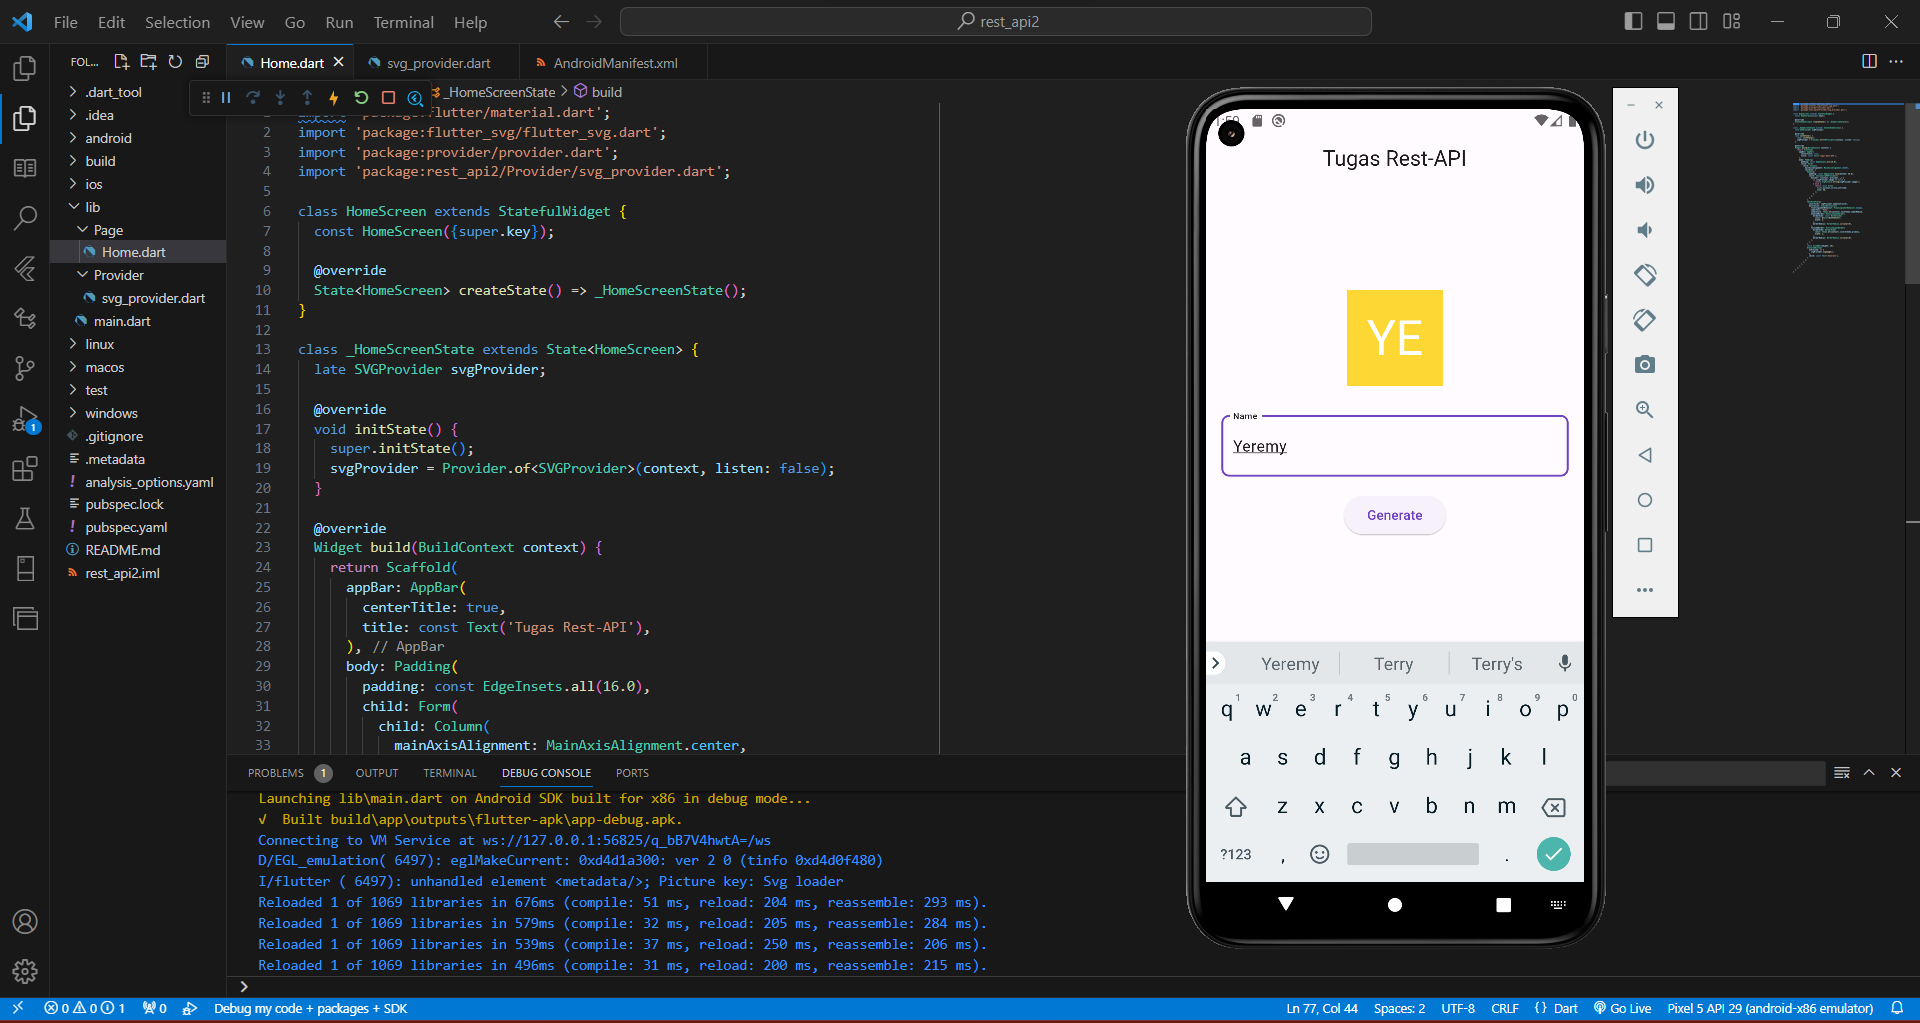 File Edit Selection View Go Run Terminal Help
rest_api2
FOL...
Home.dart
svg_provider.dart
AndroidManifest.xml
_HomeScreenState > build
.dart_tool
.idea
android
build
ios
lib
Page
Home.dart
Provider
svg_provider.dart
main.dart
linux
macos
test
windows
.gitignore
.metadata
analysis_options.yaml
pubspec.lock
pubspec.yaml
README.md
rest_api2.iml
1
import 'package:flutter/material.dart';
2 import 'package:flutter_svg/flutter_svg.dart';
3 import 'package:provider/provider.dart';
4 import 'package:rest_api2/Provider/svg_provider.dart';
5
6 class HomeScreen extends StatefulWidget {
7 const HomeScreen({super.key});
8
9 @override
10 State<HomeScreen> createState() => _HomeScreenState();
11 }
12
13 class _HomeScreenState extends State<HomeScreen> {
14 late SVGProvider svgProvider;
15
16 @override
17 void initState() {
18 super.initState();
19 svgProvider = Provider.of<SVGProvider>(context, listen: false);
20 }
21
22 @override
23 Widget build(BuildContext context) {
24 return Scaffold(
25 appBar: AppBar(
26 centerTitle: true,
27 title: const Text('Tugas Rest-API'),
28 ), // AppBar
29 body: Padding(
30 padding: const EdgeInsets.all(16.0),
31 child: Form(
32 child: Column(
33 mainAxisAlignment: MainAxisAlignment.center,
PROBLEMS 1 OUTPUT TERMINAL DEBUG CONSOLE PORTS
Launching lib\main.dart on Android SDK built for x86 in debug mode...
√ Built build\app\outputs\flutter-apk\app-debug.apk.
Connecting to VM Service at ws://127.0.0.1:56825/q_bB7V4hwtA=/ws
D/EGL_emulation( 6497): eglMakeCurrent: 0xd4d1a300: ver 2 0 (tinfo 0xd4d0f480)
I/flutter ( 6497): unhandled element <metadata/>; Picture key: Svg loader
Reloaded 1 of 1069 libraries in 676ms (compile: 51 ms, reload: 204 ms, reassemble: 293 ms).
Reloaded 1 of 1069 libraries in 579ms (compile: 32 ms, reload: 205 ms, reassemble: 284 ms).
Reloaded 1 of 1069 libraries in 539ms (compile: 37 ms, reload: 250 ms, reassemble: 206 ms).
Reloaded 1 of 1069 libraries in 496ms (compile: 31 ms, reload: 200 ms, reassemble: 215 ms).
Tugas Rest-API
YE
Name
Yeremy
Generate
Yeremy Terry Terry's
q1 w2 e3 r4 t5 y6 u7 i8 o9 p0
a s d f g h j k l
z x c v b n m
?123 , .
0 0 1 0 Debug my code + packages + SDK
Ln 77, Col 44 Spaces: 2 UTF-8 CRLF {} Dart Go Live Pixel 5 API 29 (android-x86 emulator)